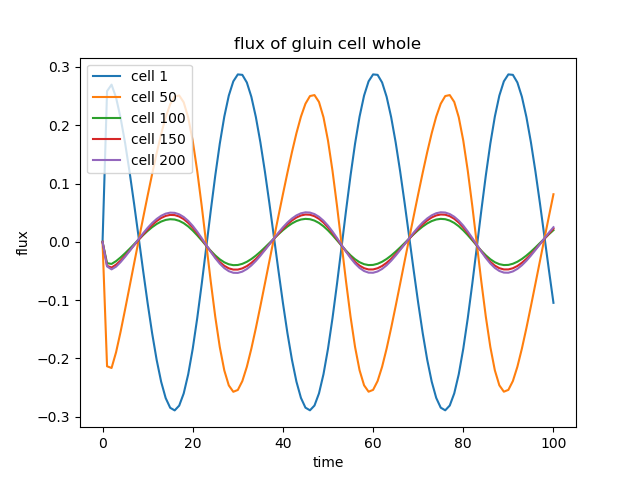 flux of gluin cell whole
cell 1
cell 50
cell 100
cell 150
cell 200
flux
0.3
0.2
0.1
0.0
−0.1
−0.2
−0.3
0 20 40 60 80 100
time